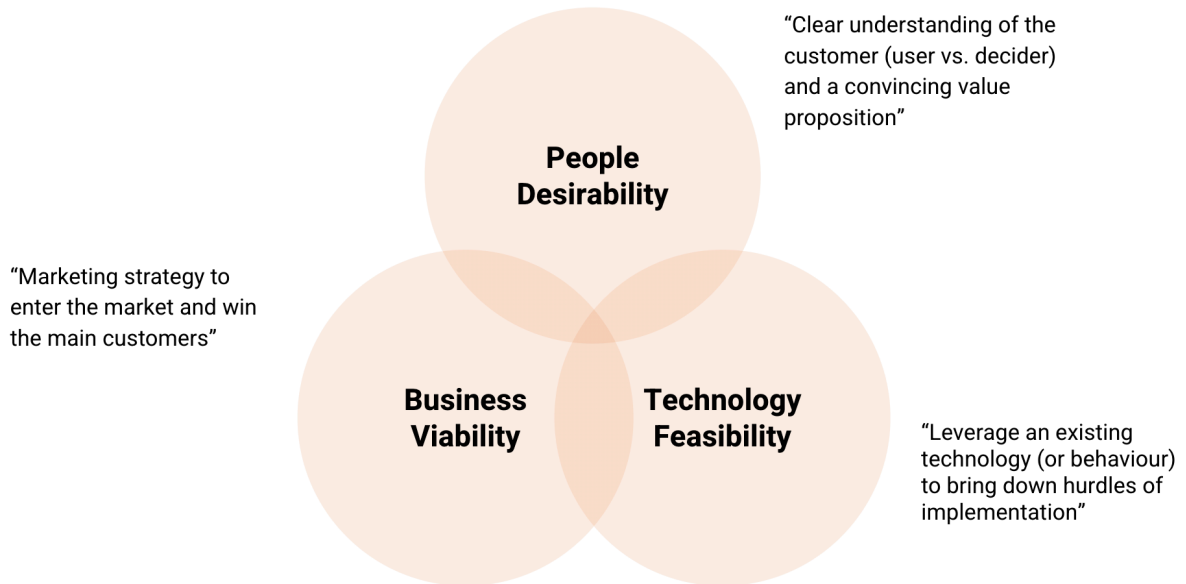 “Clear understanding of the
customer (user vs. decider)
and a convincing value
proposition”
People
Desirability
“Marketing strategy to
enter the market and win
the main customers”
Business
Viability
Technology
Feasibility
“Leverage an existing
technology (or behaviour)
to bring down hurdles of
implementation”